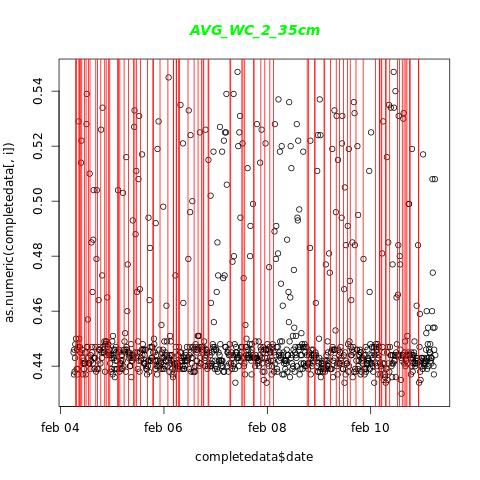 AVG_WC_2_35cm
as.numeric(completedata[, i])
0.54
0.52
0.50
0.48
0.46
0.44
feb 04 feb 06 feb 08 feb 10
completedata$date